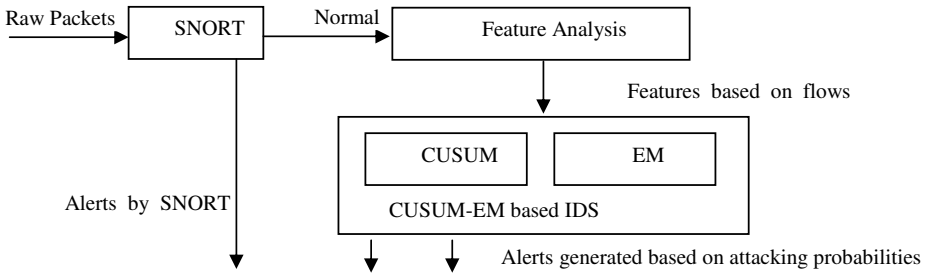 Raw Packets
SNORT
Normal
Feature Analysis
Features based on flows
CUSUM
EM
Alerts by SNORT
CUSUM-EM based IDS
Alerts generated based on attacking probabilities